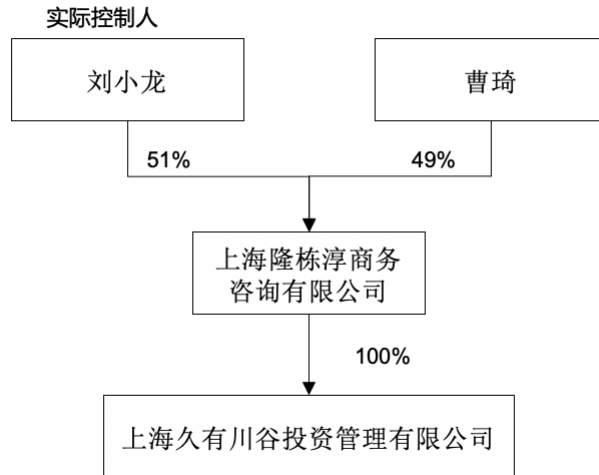 实际控制人
刘小龙
曹琦
51%
49%
上海隆栋淳商务
咨询有限公司
100%
上海久有川谷投资管理有限公司